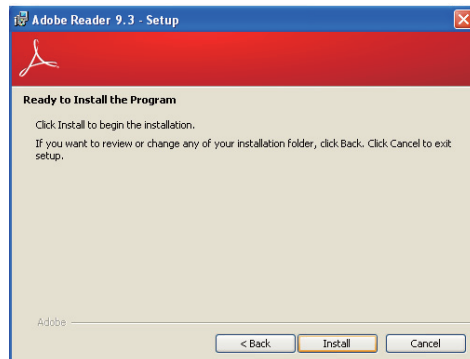 Adobe Reader 9.3 - Setup
Ready to Install the Program
Click Install to begin the installation.
If you want to review or change any of your installation folder, click Back. Click Cancel to exit
setup.
Adobe
< Back Install Cancel